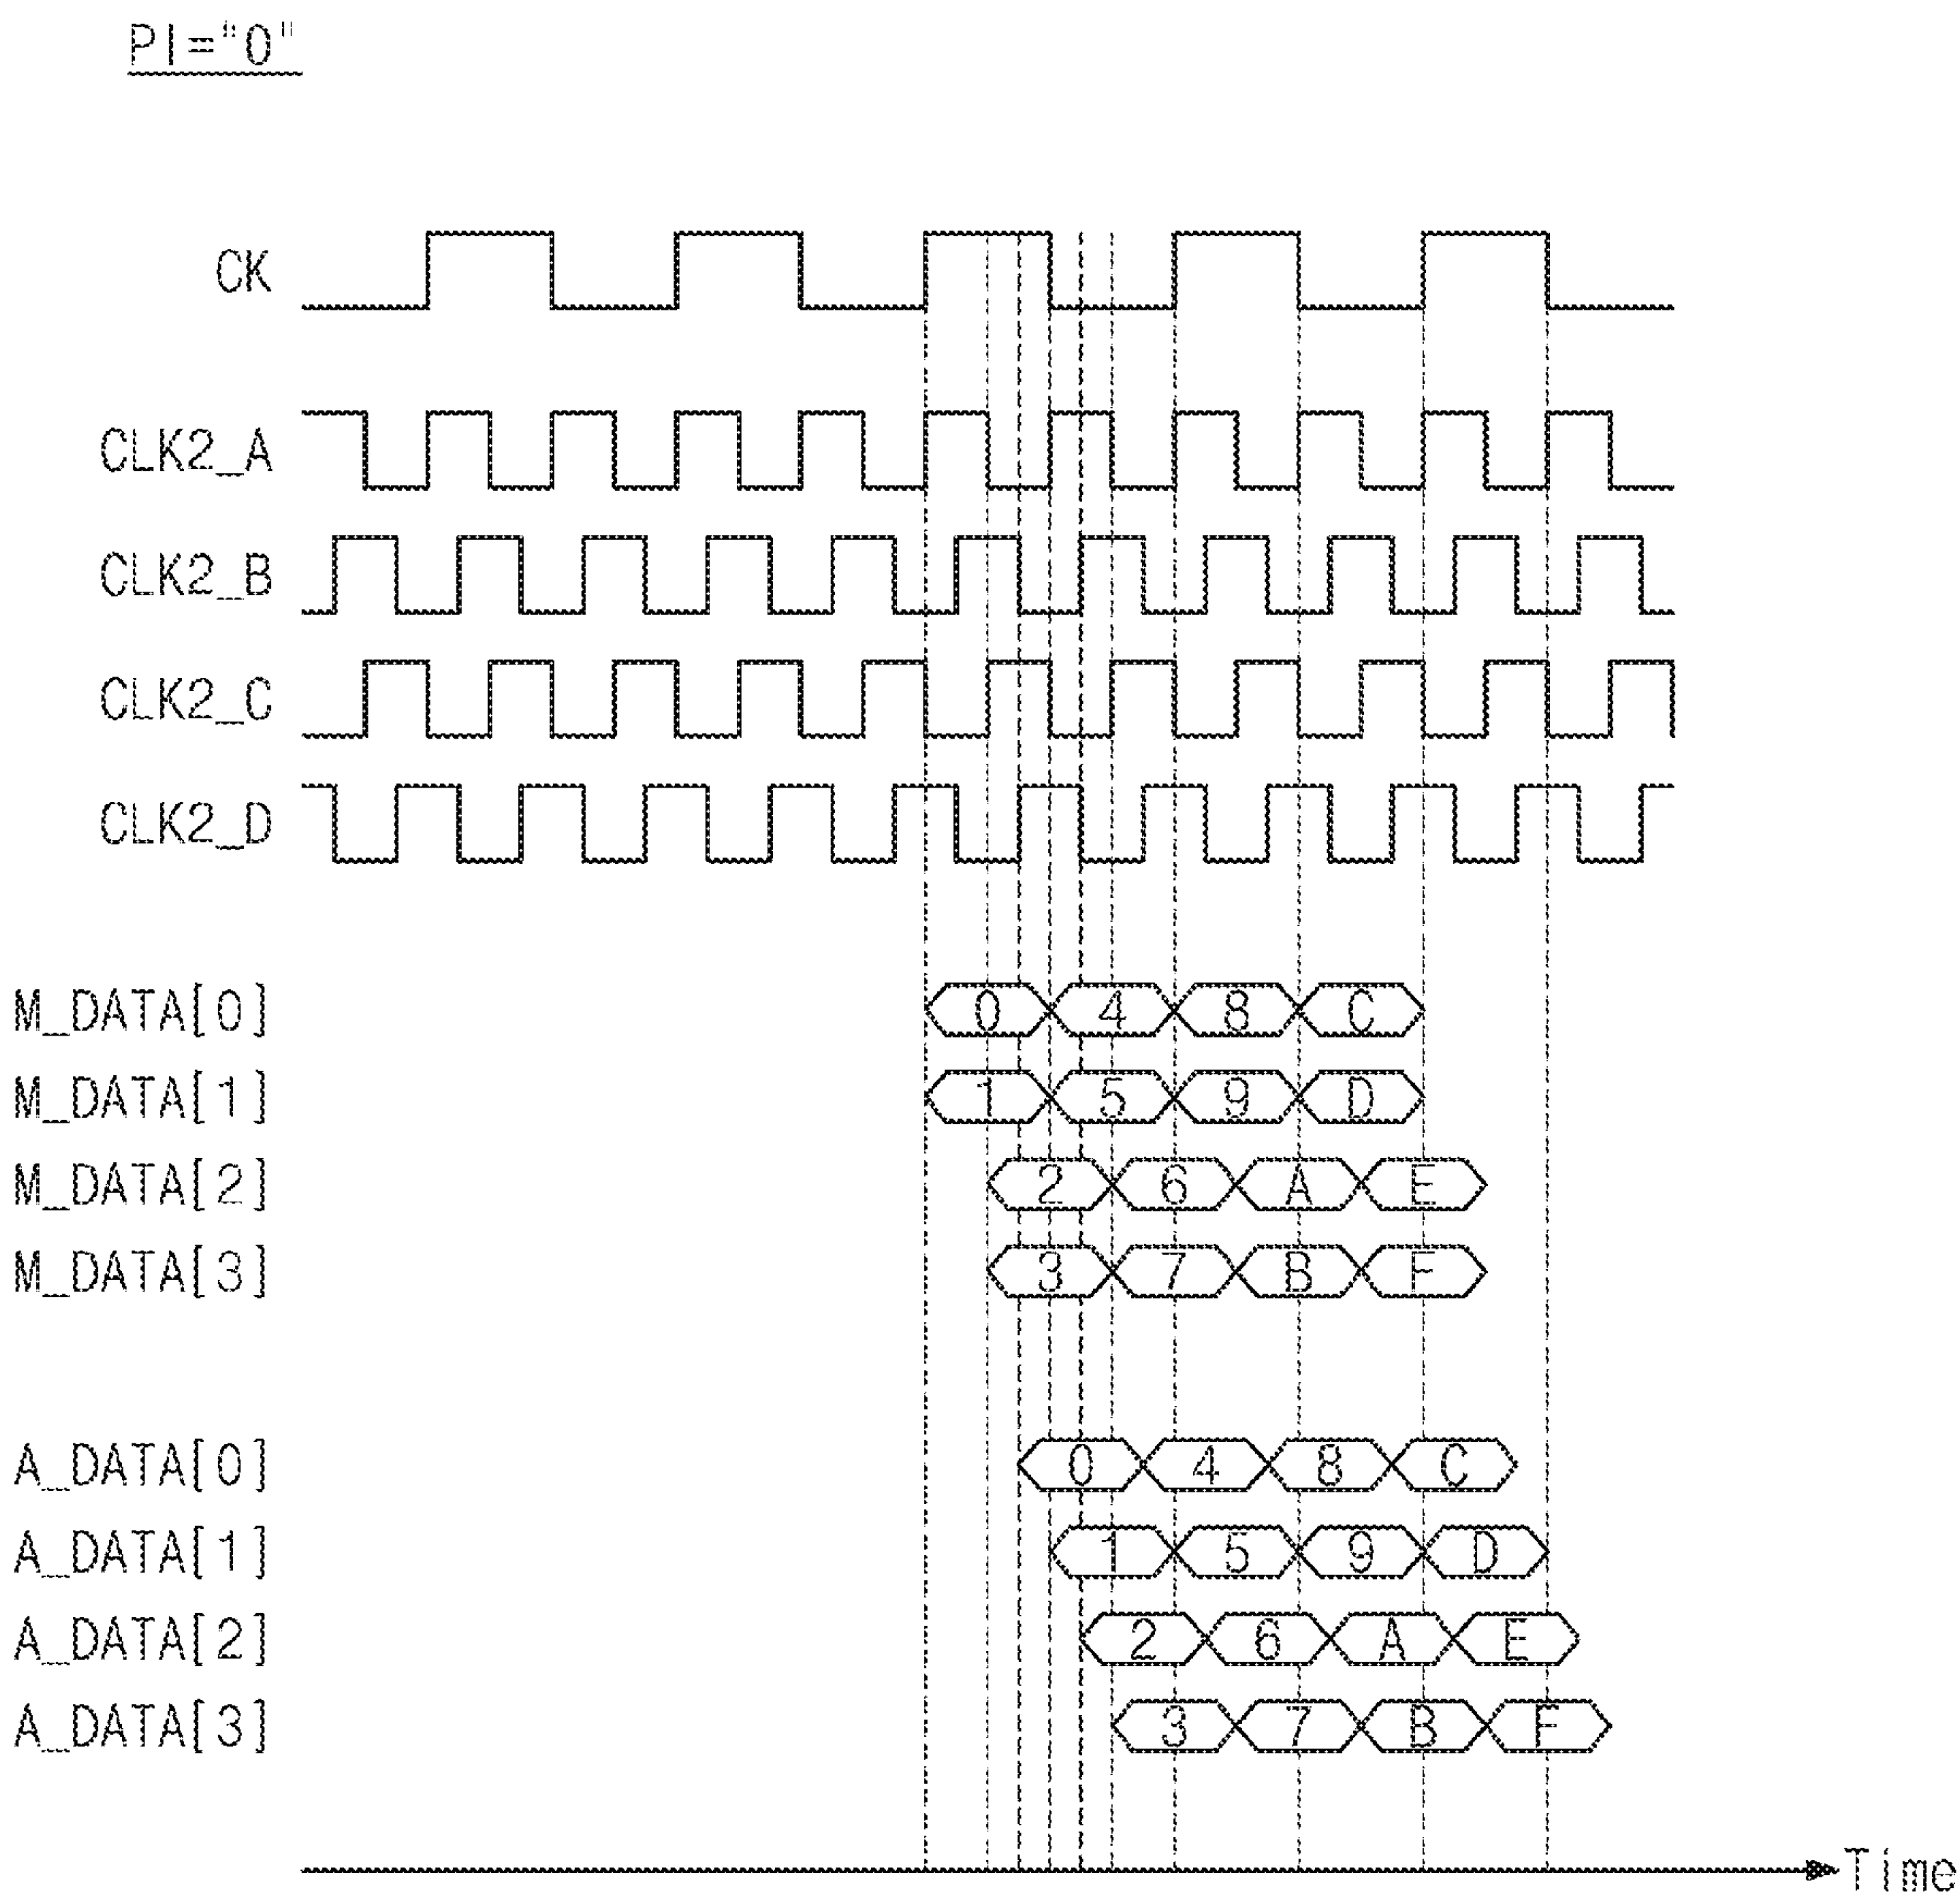 PI="0"
CK
CLK2_A
CLK2_B
CLK2_C
CLK2_D
M_DATA[0] 0 4 8 C
M_DATA[1] 1 5 9 D
M_DATA[2] 2 6 A E
M_DATA[3] 3 7 B F
A_DATA[0] 0 4 8 C
A_DATA[1] 1 5 9 D
A_DATA[2] 2 6 A E
A_DATA[3] 3 7 B F
Time